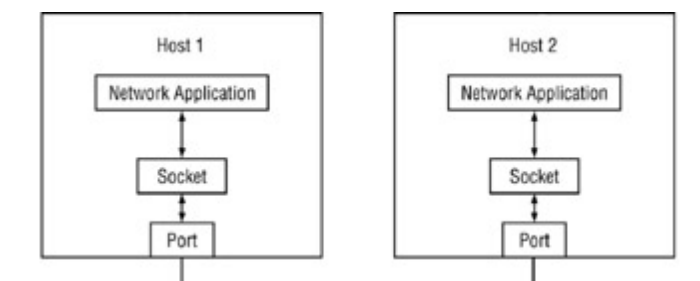 Host 1
Network Application
Socket
Port
Host 2
Network Application
Socket
Port